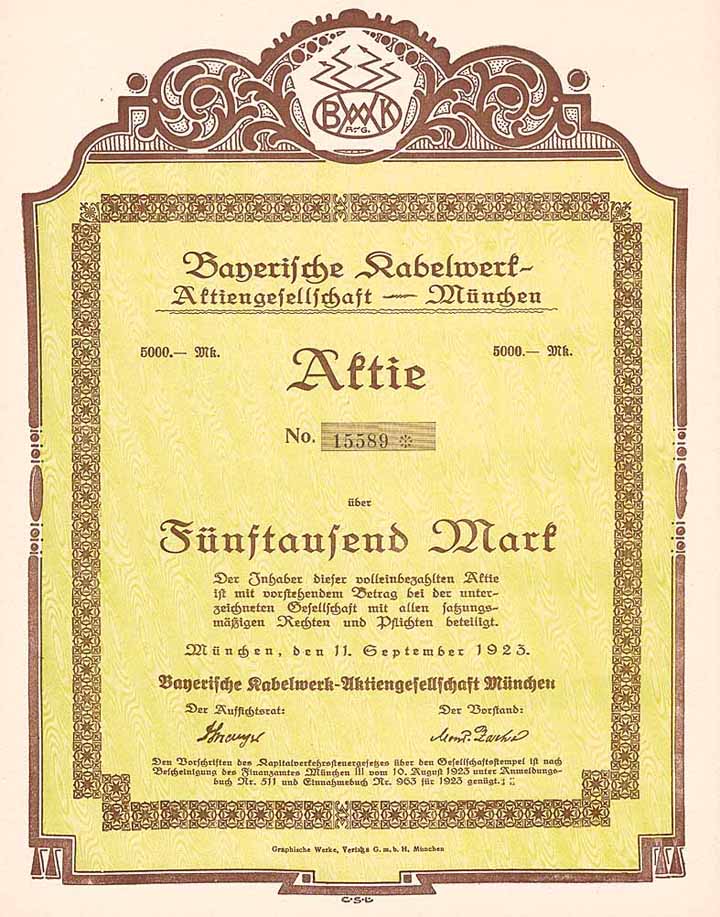 BWK
A.-G.
Bayerische Kabelwerk-
Aktiengesellschaft — München
5000.— Mk.
5000.— Mk.
Aktie
No. 15589 *
über
Fünftausend Mark
Der Inhaber dieser volleinbezahlten Aktie
ist mit vorstehendem Betrag bei der unter-
zeichneten Gesellschaft mit allen satzungs-
mäßigen Rechten und Pflichten beteiligt.
München, den 11. September 1923.
Bayerische Kabelwerk-Aktiengesellschaft München
Der Aufsichtsrat:
Der Vorstand:
Den Vorschriften des Kapitalverkehrsteuergesetzes über den Gesellschaftsstempel ist nach
Bescheinigung des Finanzamtes München III vom 10. August 1923 unter Anmeldungs-
buch Nr. 511 und Einnahmebuch Nr. 963 für 1923 genügt.
Graphische Werke, Verlags G. m. b. H, München
C·S·L